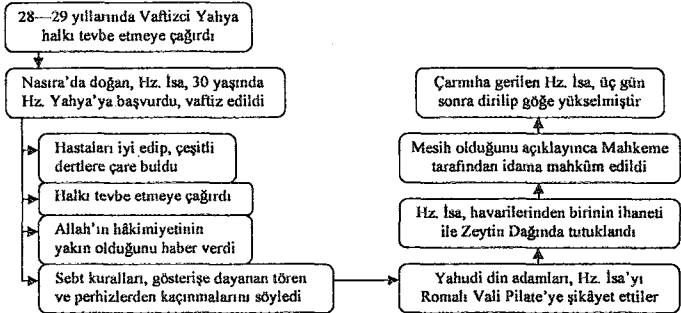 28—29 yıllarında Vaftizci Yahya
halkı tevbe etmeye çağırdı
Nasıra'da doğan, Hz. İsa, 30 yaşında
Hz. Yahya'ya başvurdu, vaftiz edildi
Hastaları iyi edip, çeşitli
dertlere çare buldu
Halkı tevbe etmeye çağırdı
Allah'ın hâkimiyetinin
yakın olduğunu haber verdi
Sebt kuralları, gösterişe dayanan tören
ve perhizlerden kaçınmalarını söyledi
Yahudi din adamları, Hz. İsa'yı
Romalı Vali Pilate'ye şikâyet ettiler
Hz. İsa, havarilerinden birinin ihaneti
ile Zeytin Dağında tutuklandı
Mesih olduğunu açıklayınca Mahkeme
tarafından idama mahkûm edildi
Çarmıha gerilen Hz. İsa, üç gün
sonra dirilip göğe yükselmiştir